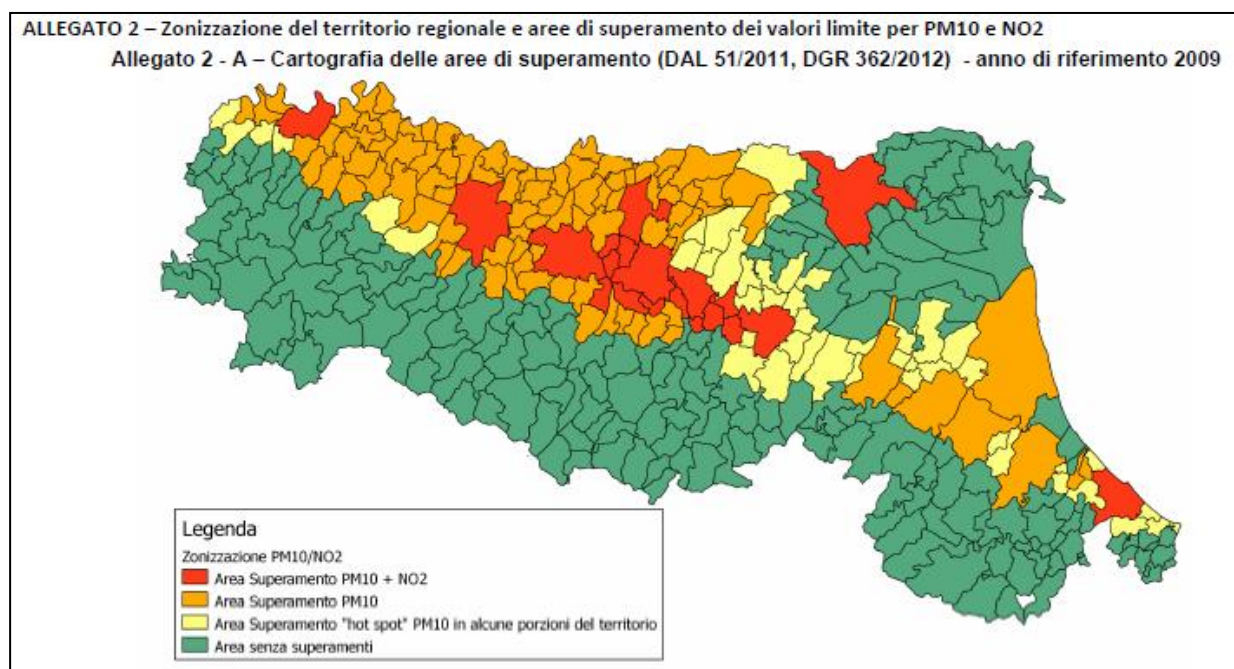 ALLEGATO 2 – Zonizzazione del territorio regionale e aree di superamento dei valori limite per PM10 e NO2
Allegato 2 - A – Cartografia delle aree di superamento (DAL 51/2011, DGR 362/2012) - anno di riferimento 2009
Legenda
Zonizzazione PM10/NO2
Area Superamento PM10 + NO2
Area Superamento PM10
Area Superamento "hot spot" PM10 in alcune porzioni del territorio
Area senza superamenti